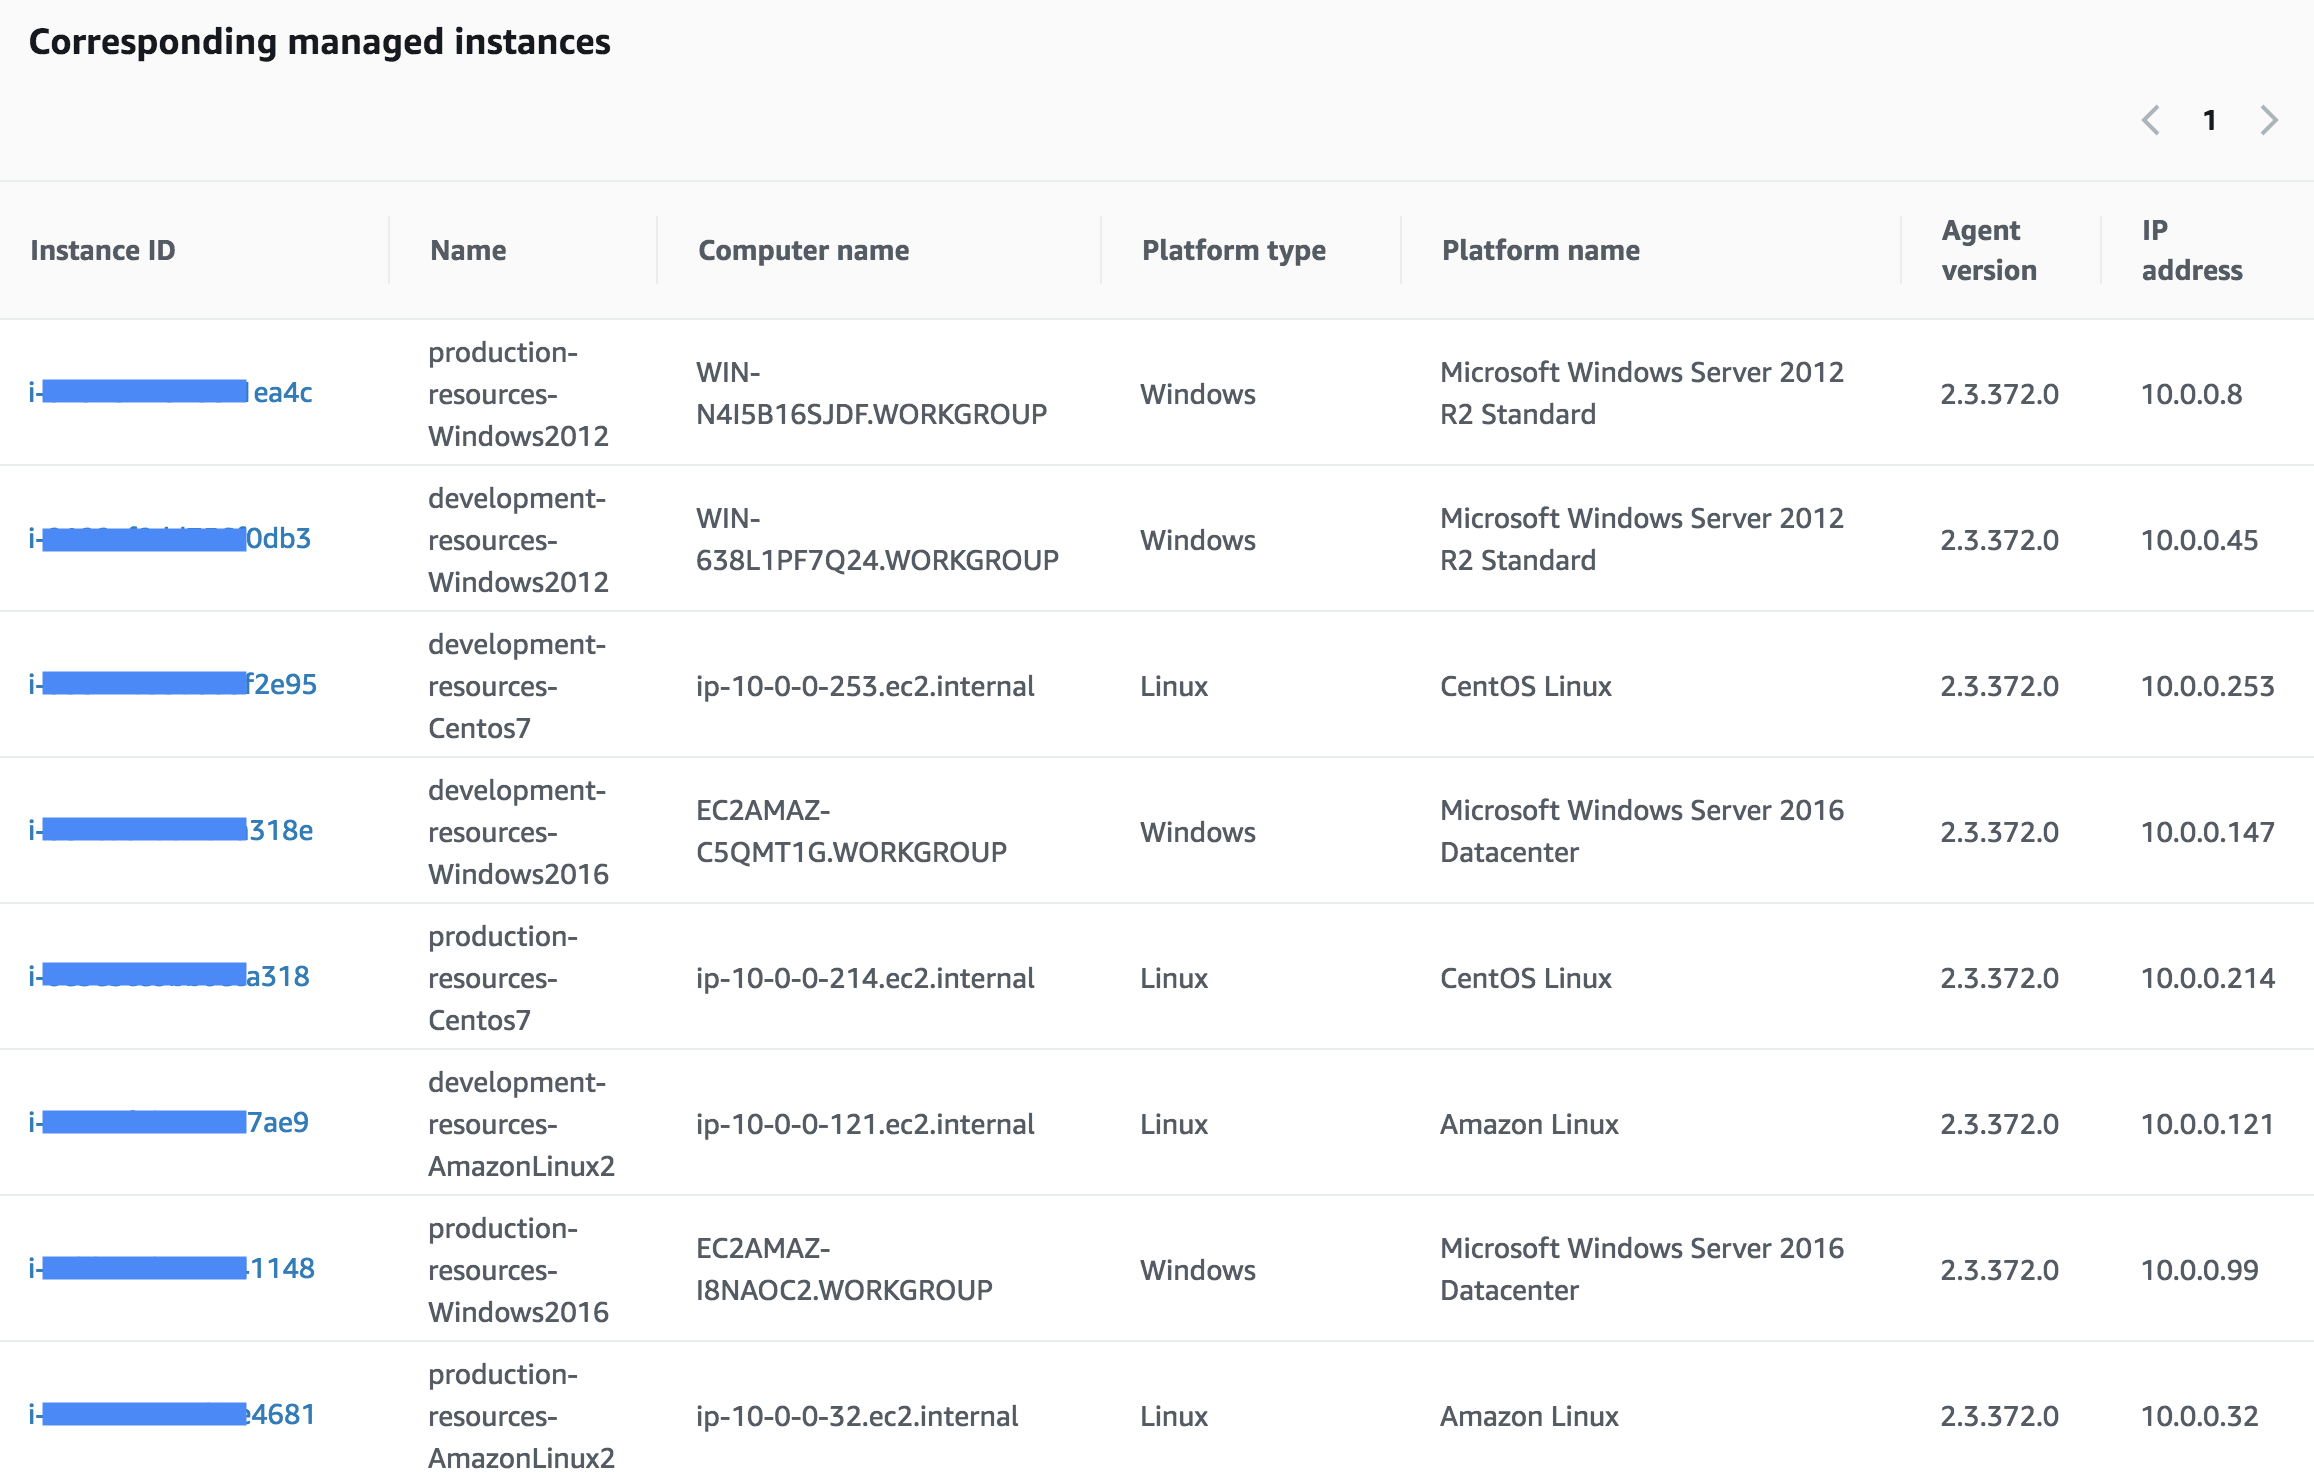 Corresponding managed instances
1
Instance ID
Name
Computer name
Platform type
Platform name
Agent
version
IP
address
i-
ea4c
production-
resources-
Windows2012
WIN-
N4I5B16SJDF.WORKGROUP
Windows
Microsoft Windows Server 2012
R2 Standard
2.3.372.0
10.0.0.8
i-
0db3
development-
resources-
Windows2012
WIN-
638L1PF7Q24.WORKGROUP
Windows
Microsoft Windows Server 2012
R2 Standard
2.3.372.0
10.0.0.45
i-
f2e95
development-
resources-
Centos7
ip-10-0-0-253.ec2.internal
Linux
CentOS Linux
2.3.372.0
10.0.0.253
i-
318e
development-
resources-
Windows2016
EC2AMAZ-
C5QMT1G.WORKGROUP
Windows
Microsoft Windows Server 2016
Datacenter
2.3.372.0
10.0.0.147
i-
a318
production-
resources-
Centos7
ip-10-0-0-214.ec2.internal
Linux
CentOS Linux
2.3.372.0
10.0.0.214
i-
7ae9
development-
resources-
AmazonLinux2
ip-10-0-0-121.ec2.internal
Linux
Amazon Linux
2.3.372.0
10.0.0.121
i-
1148
production-
resources-
Windows2016
EC2AMAZ-
I8NAOC2.WORKGROUP
Windows
Microsoft Windows Server 2016
Datacenter
2.3.372.0
10.0.0.99
i-
4681
production-
resources-
AmazonLinux2
ip-10-0-0-32.ec2.internal
Linux
Amazon Linux
2.3.372.0
10.0.0.32